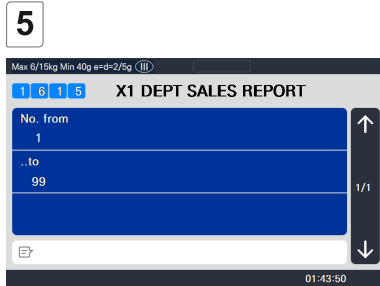 5
Max 6/15kg Min 40g e=d=2/5g III
1 6 1 5 X1 DEPT SALES REPORT
No. from
1
..to
99
1/1
01:43:50